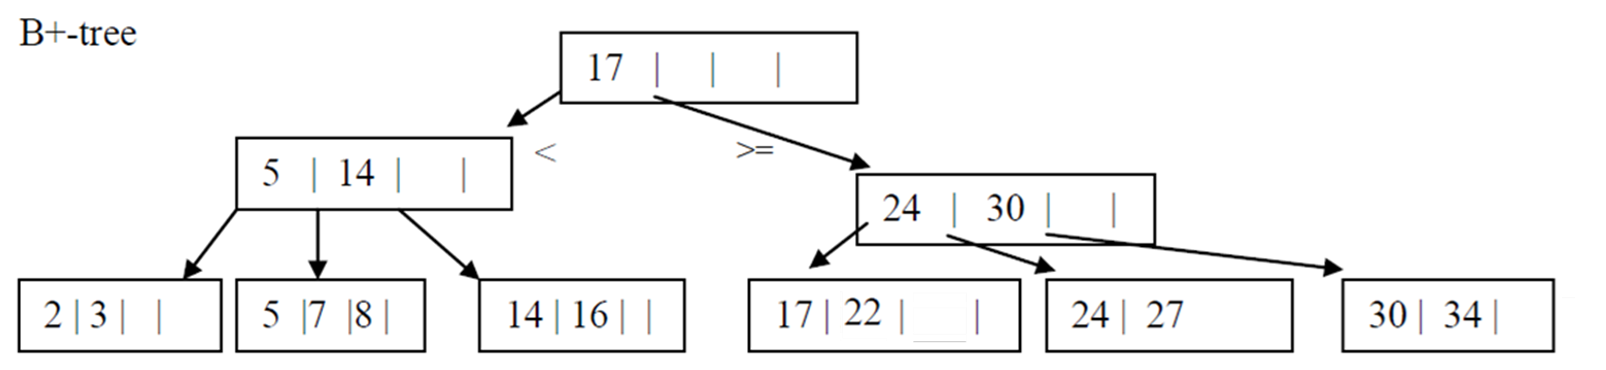 B+-tree
17 | | |
< >=
5 | 14 | |
24 | 30 | |
2 | 3 | |
5 |7 |8 |
14 | 16 | |
17 | 22 | |
24 | 27
30 | 34 |